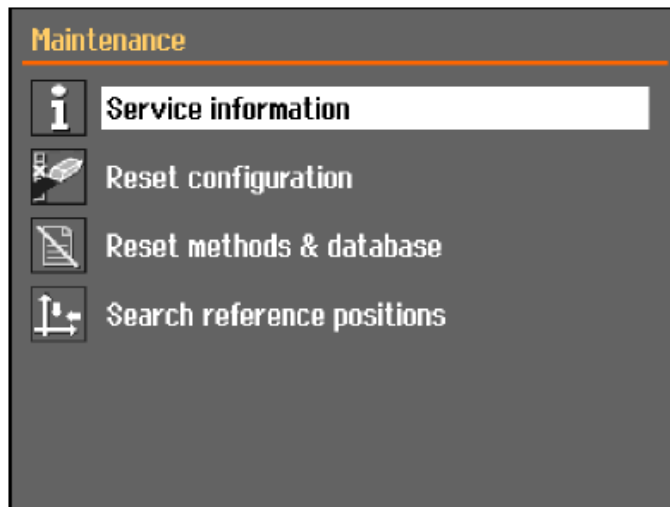 Maintenance
Service information
Reset configuration
Reset methods & database
Search reference positions